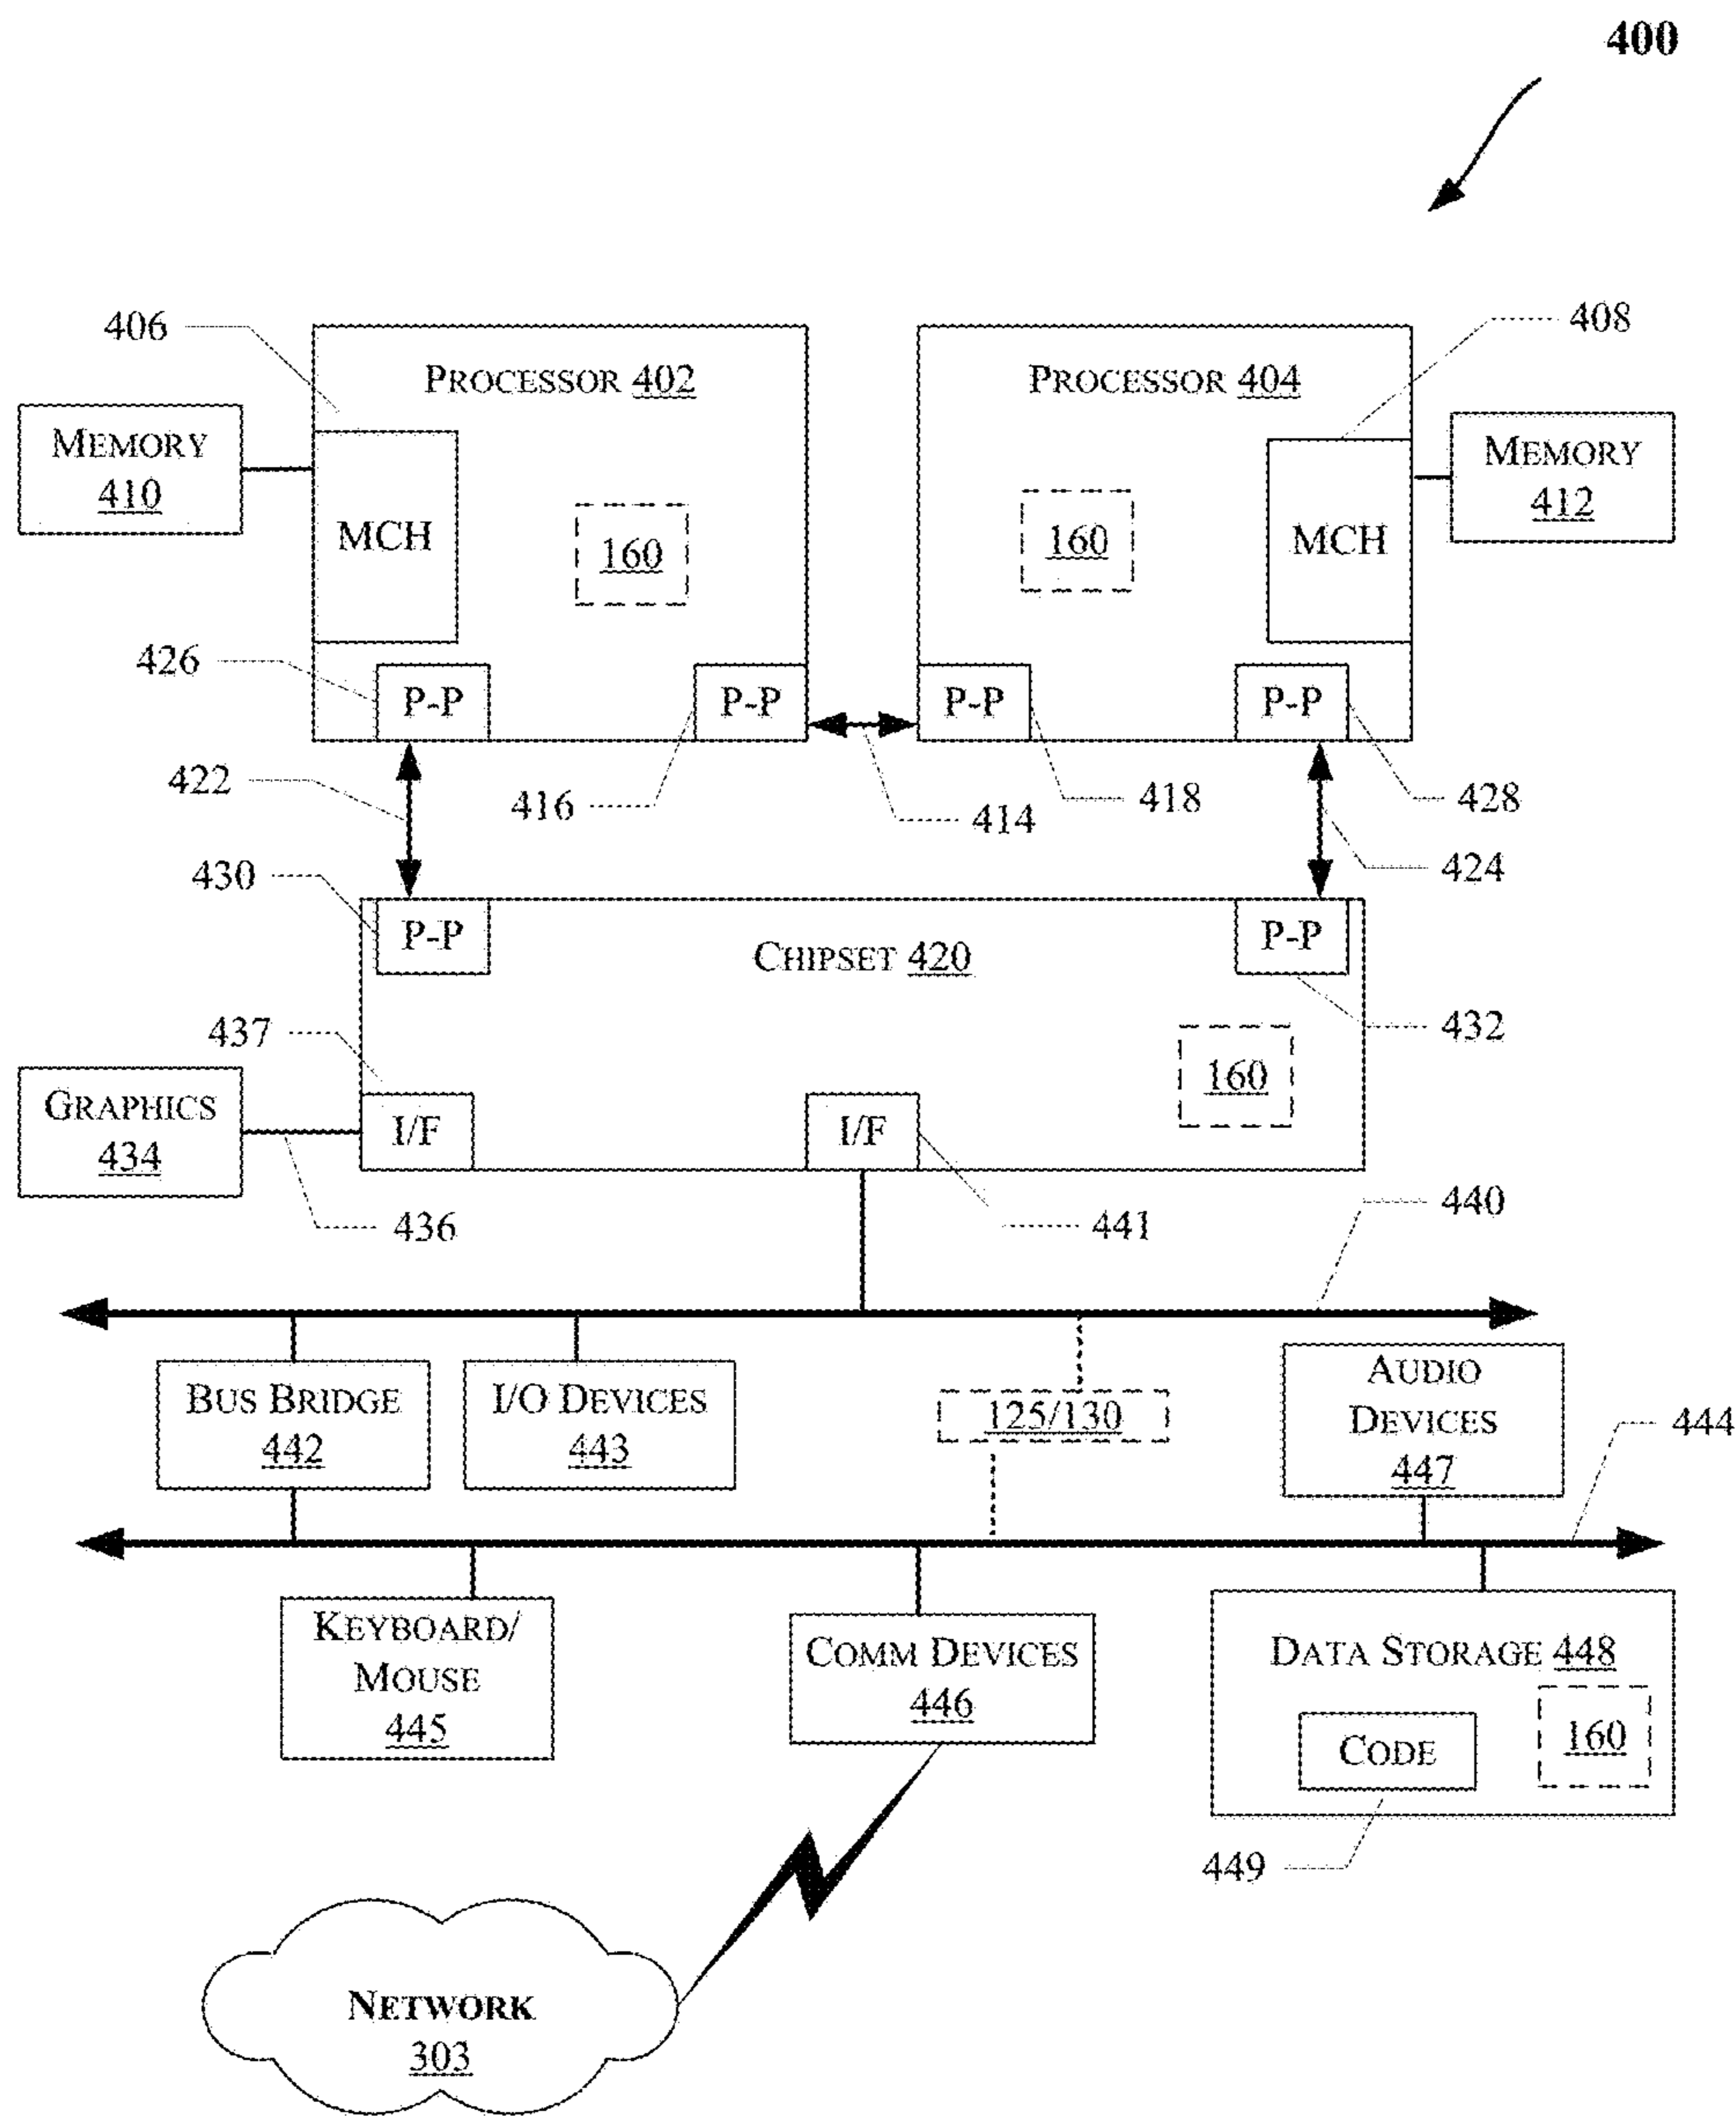 400
406
408
PROCESSOR 402
PROCESSOR 404
MEMORY
410
MEMORY
412
MCH
160
160
MCH
426
P-P
P-P
P-P
P-P
422
416
414
418
428
430
424
P-P
CHIPSET 420
P-P
437
432
160
GRAPHICS
434
I/F
I/F
436
441
440
BUS BRIDGE
442
I/O DEVICES
443
125/130
AUDIO
DEVICES
447
444
KEYBOARD/
MOUSE
445
COMM DEVICES
446
DATA STORAGE 448
CODE
160
449
NETWORK
303